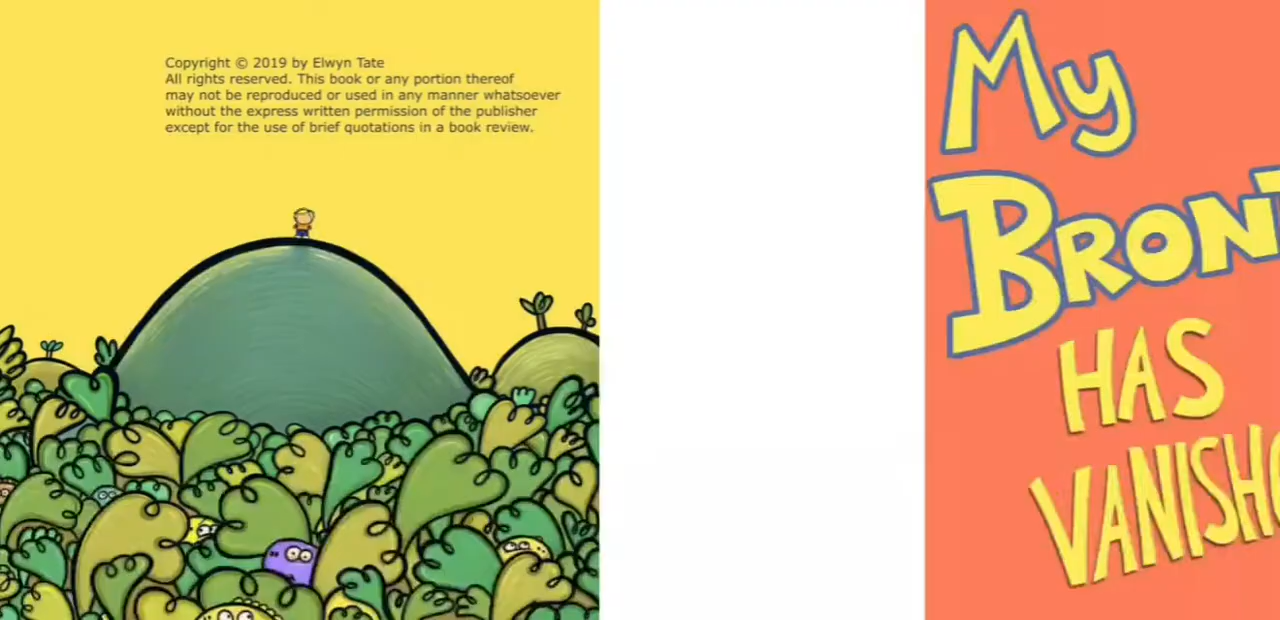 Copyright © 2019 by Elwyn Tate
All rights reserved. This book or any portion thereof
may not be reproduced or used in any manner whatsoever
without the express written permission of the publisher
except for the use of brief quotations in a book review.
My
BRON
HAS
VANISH